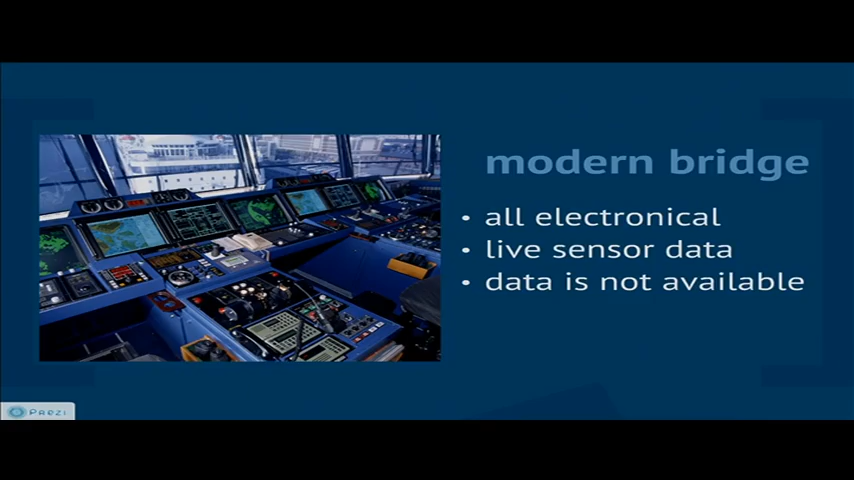 modern bridge
• all electronical
• live sensor data
• data is not available
Prezi